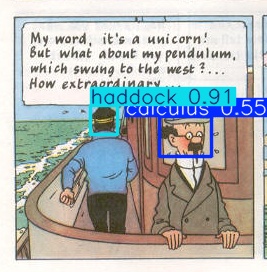 My word, it's a unicorn!
But what about my pendulum,
which swung to the west?...
How extraordinary...
haddock 0.91
calculus 0.55